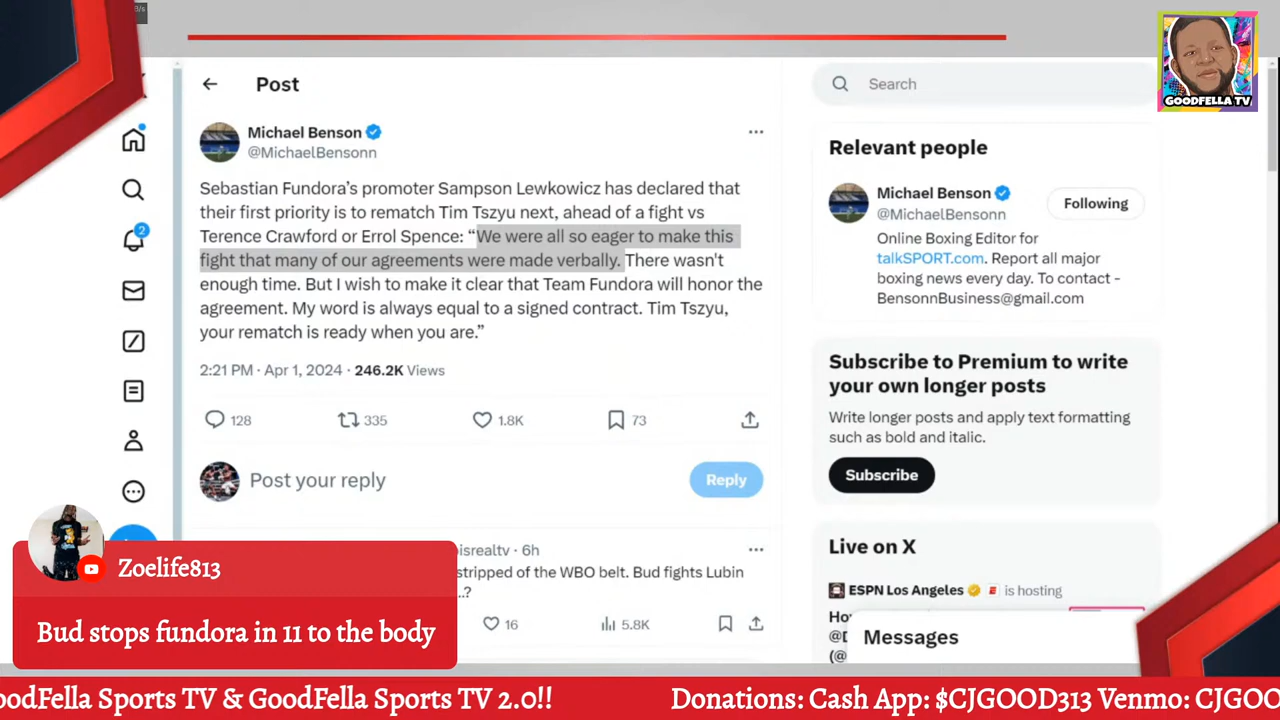 Post
Search
GOODFELLA TV
Michael Benson
@MichaelBensonn
Sebastian Fundora's promoter Sampson Lewkowicz has declared that
their first priority is to rematch Tim Tszyu next, ahead of a fight vs
Terence Crawford or Errol Spence: “We were all so eager to make this
fight that many of our agreements were made verbally. There wasn't
enough time. But I wish to make it clear that Team Fundora will honor the
agreement. My word is always equal to a signed contract. Tim Tszyu,
your rematch is ready when you are.”
2:21 PM · Apr 1, 2024 · 246.2K Views
128 335 1.8K 73
Post your reply
Reply
isrealtv · 6h
stripped of the WBO belt. Bud fights Lubin
..?
16 5.8K
2
Relevant people
Michael Benson
@MichaelBensonn
Following
Online Boxing Editor for
talkSPORT.com. Report all major
boxing news every day. To contact -
BensonnBusiness@gmail.com
Subscribe to Premium to write
your own longer posts
Write longer posts and apply text formatting
such as bold and italic.
Subscribe
Live on X
ESPN Los Angeles is hosting
Messages
Zoelife813
Bud stops fundora in 11 to the body
oodFella Sports TV & GoodFella Sports TV 2.0!! Donations: Cash App: $CJGOOD313 Venmo: CJGOO